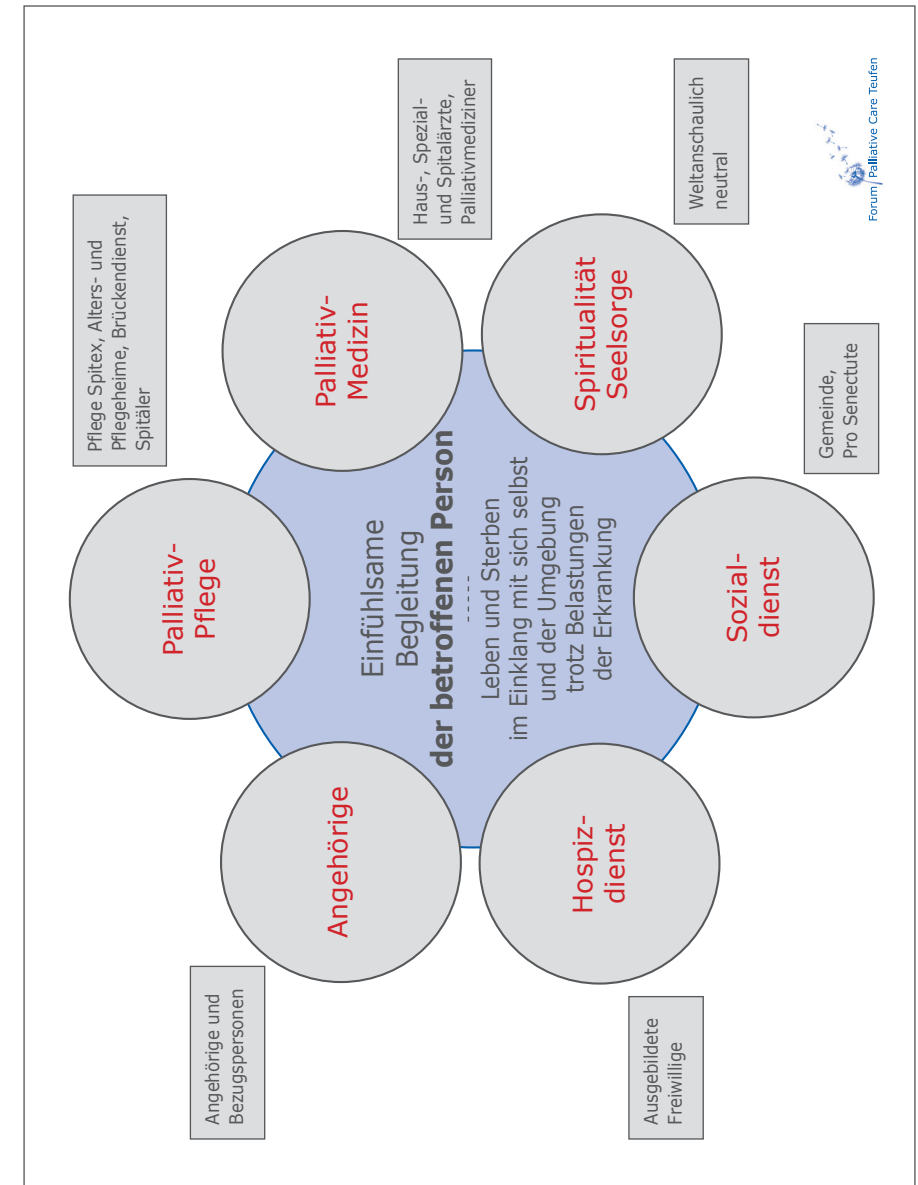 Pflege Spitex, Alters- und
Pflegeheime, Brückendienst,
Spitäler
Palliativ-
Pflege
Angehörige und
Bezugspersonen
Angehörige
Palliativ-
Medizin
Haus-, Spezial-
und Spitalärzte,
Palliativmediziner
Einfühlsame
Begleitung
der betroffenen Person
-----
Leben und Sterben
im Einklang mit sich selbst
und der Umgebung
trotz Belastungen
der Erkrankung
Hospiz-
dienst
Ausgebildete
Freiwillige
Spiritualität
Seelsorge
Weltanschaulich
neutral
Sozial-
dienst
Gemeinde,
Pro Senectute
Forum Palliative Care Teufen